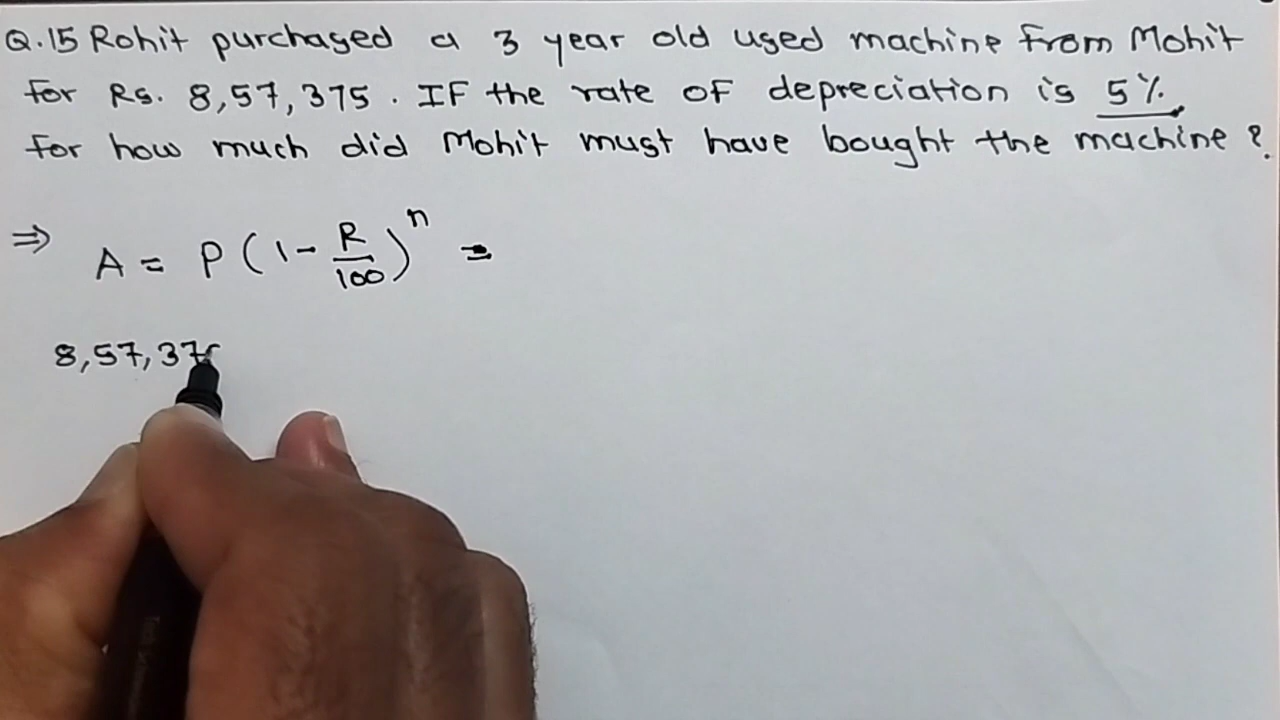 Q.15 Rohit purchased a 3 year old used machine from Mohit
for Rs. 8,57,375. IF the rate of depreciation is 5%.
for how much did Mohit must have bought the machine?
⇒ A = P(1-R/100)^n =
8,57,37